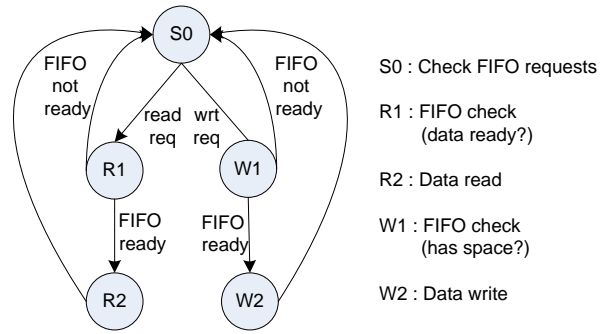 S0
FIFO
not
ready
FIFO
not
ready
read
req
wrt
req
R1
W1
FIFO
ready
FIFO
ready
R2
W2
S0 : Check FIFO requests
R1 : FIFO check
(data ready?)
R2 : Data read
W1 : FIFO check
(has space?)
W2 : Data write